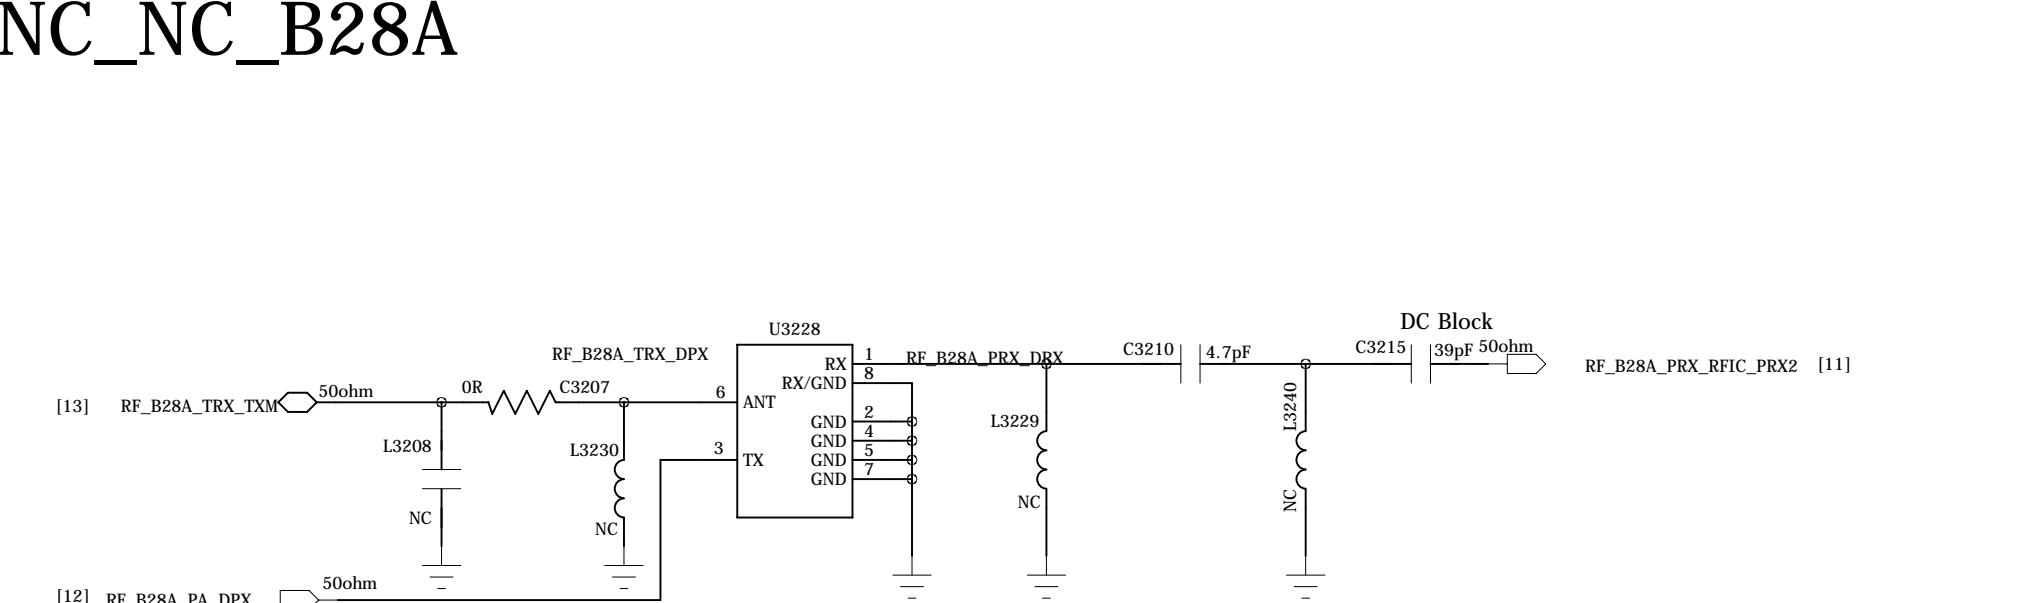 NC_NC_B28A
DC Block
U3228
RF_B28A_TRX_DPX
RX
1
RF_B28A_PRX_DRX
C3210
4.7pF
C3215
39pF
50ohm
RF_B28A_PRX_RFIC_PRX2
[11]
RX/GND
8
[13]
RF_B28A_TRX_TXM
50ohm
0R
C3207
6
ANT
GND
2
GND
4
GND
5
GND
7
L3208
NC
L3230
NC
3
TX
L3229
NC
L3240
NC
[12]
RF_B28A_PA_DPX
50ohm